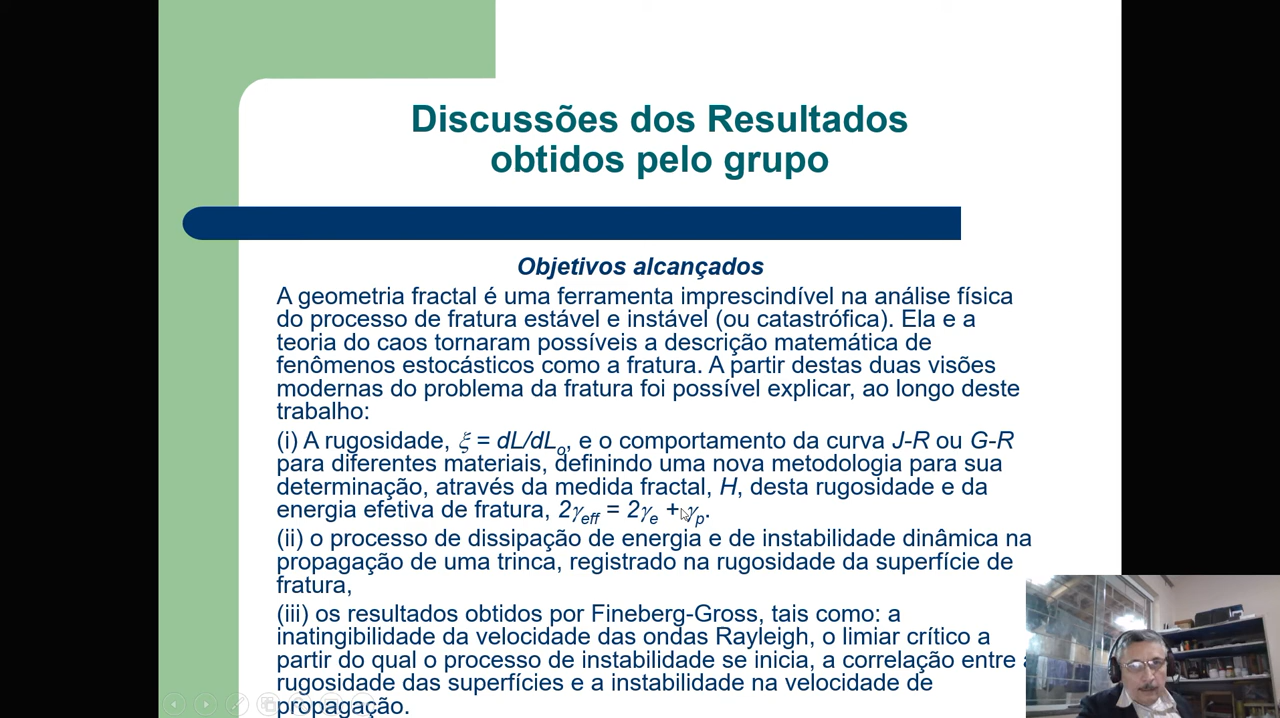 Discussões dos Resultados
obtidos pelo grupo
Objetivos alcançados
A geometria fractal é uma ferramenta imprescindível na análise física
do processo de fratura estável e instável (ou catastrófica). Ela e a
teoria do caos tornaram possíveis a descrição matemática de
fenômenos estocásticos como a fratura. A partir destas duas visões
modernas do problema da fratura foi possível explicar, ao longo deste
trabalho:
(i) A rugosidade, ξ = dL/dLo, e o comportamento da curva J-R ou G-R
para diferentes materiais, definindo uma nova metodologia para sua
determinação, através da medida fractal, H, desta rugosidade e da
energia efetiva de fratura, 2γeff = 2γe + γp.
(ii) o processo de dissipação de energia e de instabilidade dinâmica na
propagação de uma trinca, registrado na rugosidade da superfície de
fratura,
(iii) os resultados obtidos por Fineberg-Gross, tais como: a
inatingibilidade da velocidade das ondas Rayleigh, o limiar crítico a
partir do qual o processo de instabilidade se inicia, a correlação entre a
rugosidade das superfícies e a instabilidade na velocidade de
propagação.